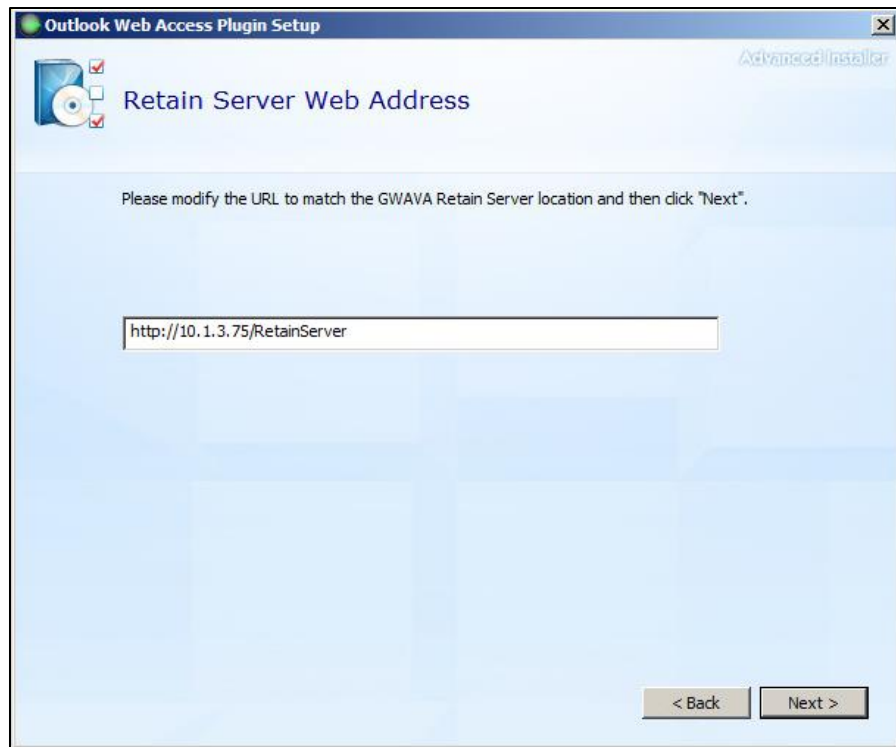 Outlook Web Access Plugin Setup
Advanced Installer
Retain Server Web Address
Please modify the URL to match the GWAVA Retain Server location and then click "Next".
http://10.1.3.75/RetainServer
< Back
Next >